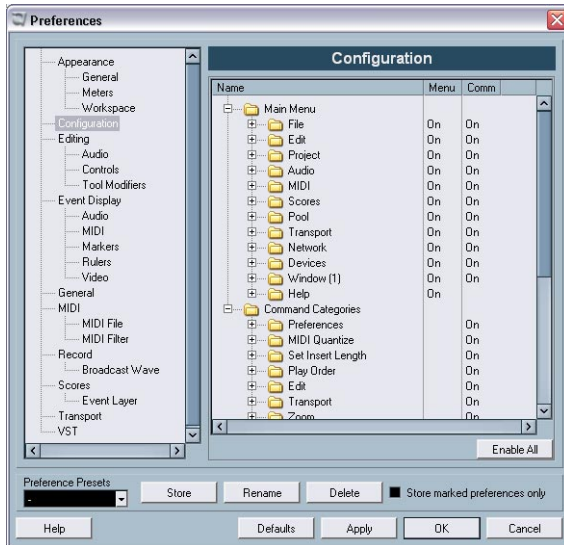 Preferences
Appearance
General
Meters
Workspace
Configuration
Editing
Audio
Controls
Tool Modifiers
Event Display
Audio
MIDI
Markers
Rulers
Video
General
MIDI
MIDI File
MIDI Filter
Record
Broadcast Wave
Scores
Event Layer
Transport
VST
Configuration
Name Menu Comm
Main Menu
File On On
Edit On On
Project On On
Audio On On
MIDI On On
Scores On On
Pool On On
Transport On On
Network On On
Devices On On
Window (1) On On
Help On
Command Categories
Preferences On
MIDI Quantize On
Set Insert Length On
Play Order On
Edit On
Transport On
Zoom On
Enable All
Preference Presets
-
Store Rename Delete Store marked preferences only
Help Defaults Apply OK Cancel